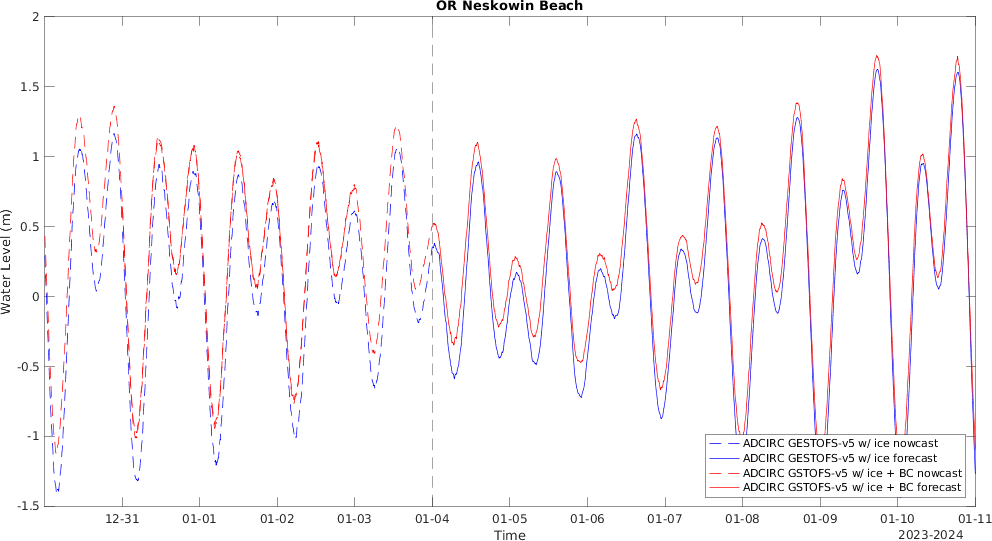 OR Neskowin Beach
2
1.5
1
0.5
0
-0.5
-1
-1.5
Water Level (m)
ADCIRC GESTOFS-v5 w/ ice nowcast
ADCIRC GESTOFS-v5 w/ ice forecast
ADCIRC GSTOFS-v5 w/ ice + BC nowcast
ADCIRC GSTOFS-v5 w/ ice + BC forecast
12-31 01-01 01-02 01-03 01-04 01-05 01-06 01-07 01-08 01-09 01-10 01-11
Time
2023-2024